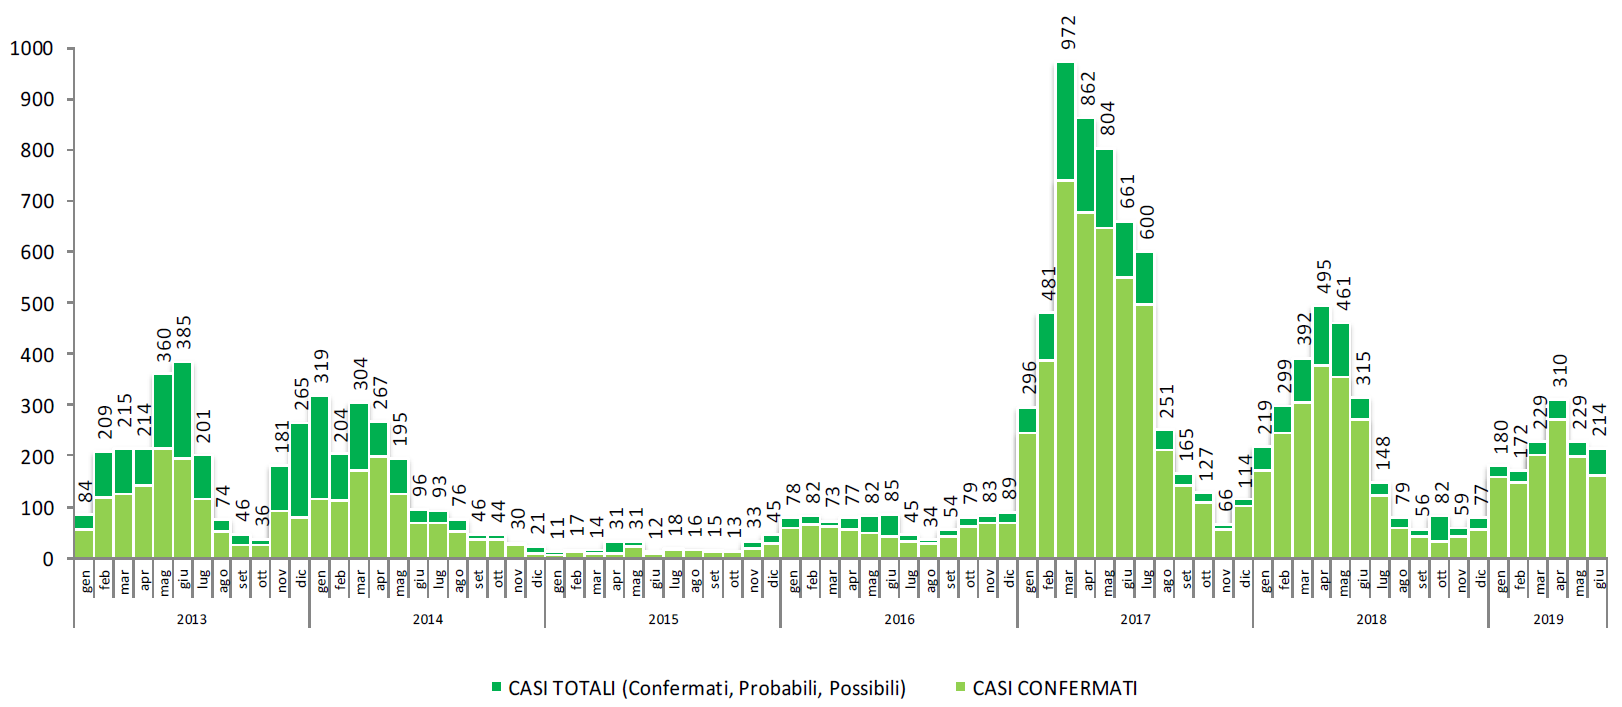 1000
900
800
700
600
500
400
300
200
100
0
84 209 215 214 360 385 201 74 46 36 181 265
319 204 304 267 195 96 93 76 46 44 30 21
11 17 14 31 31 12 18 16 15 13 33 45
78 82 73 77 82 85 45 34 54 79 83 89
296 481 972 862 804 661 600 251 165 127 66 114
219 299 392 495 461 315 148 79 56 82 59 77
180 172 229 310 229 214
gen feb mar apr mag giu lug ago set ott nov dic
gen feb mar apr mag giu lug ago set ott nov dic
gen feb mar apr mag giu lug ago set ott nov dic
gen feb mar apr mag giu lug ago set ott nov dic
gen feb mar apr mag giu lug ago set ott nov dic
gen feb mar apr mag giu lug ago set ott nov dic
gen feb mar apr mag giu
2013 2014 2015 2016 2017 2018 2019
CASI TOTALI (Confermati, Probabili, Possibili) CASI CONFERMATI